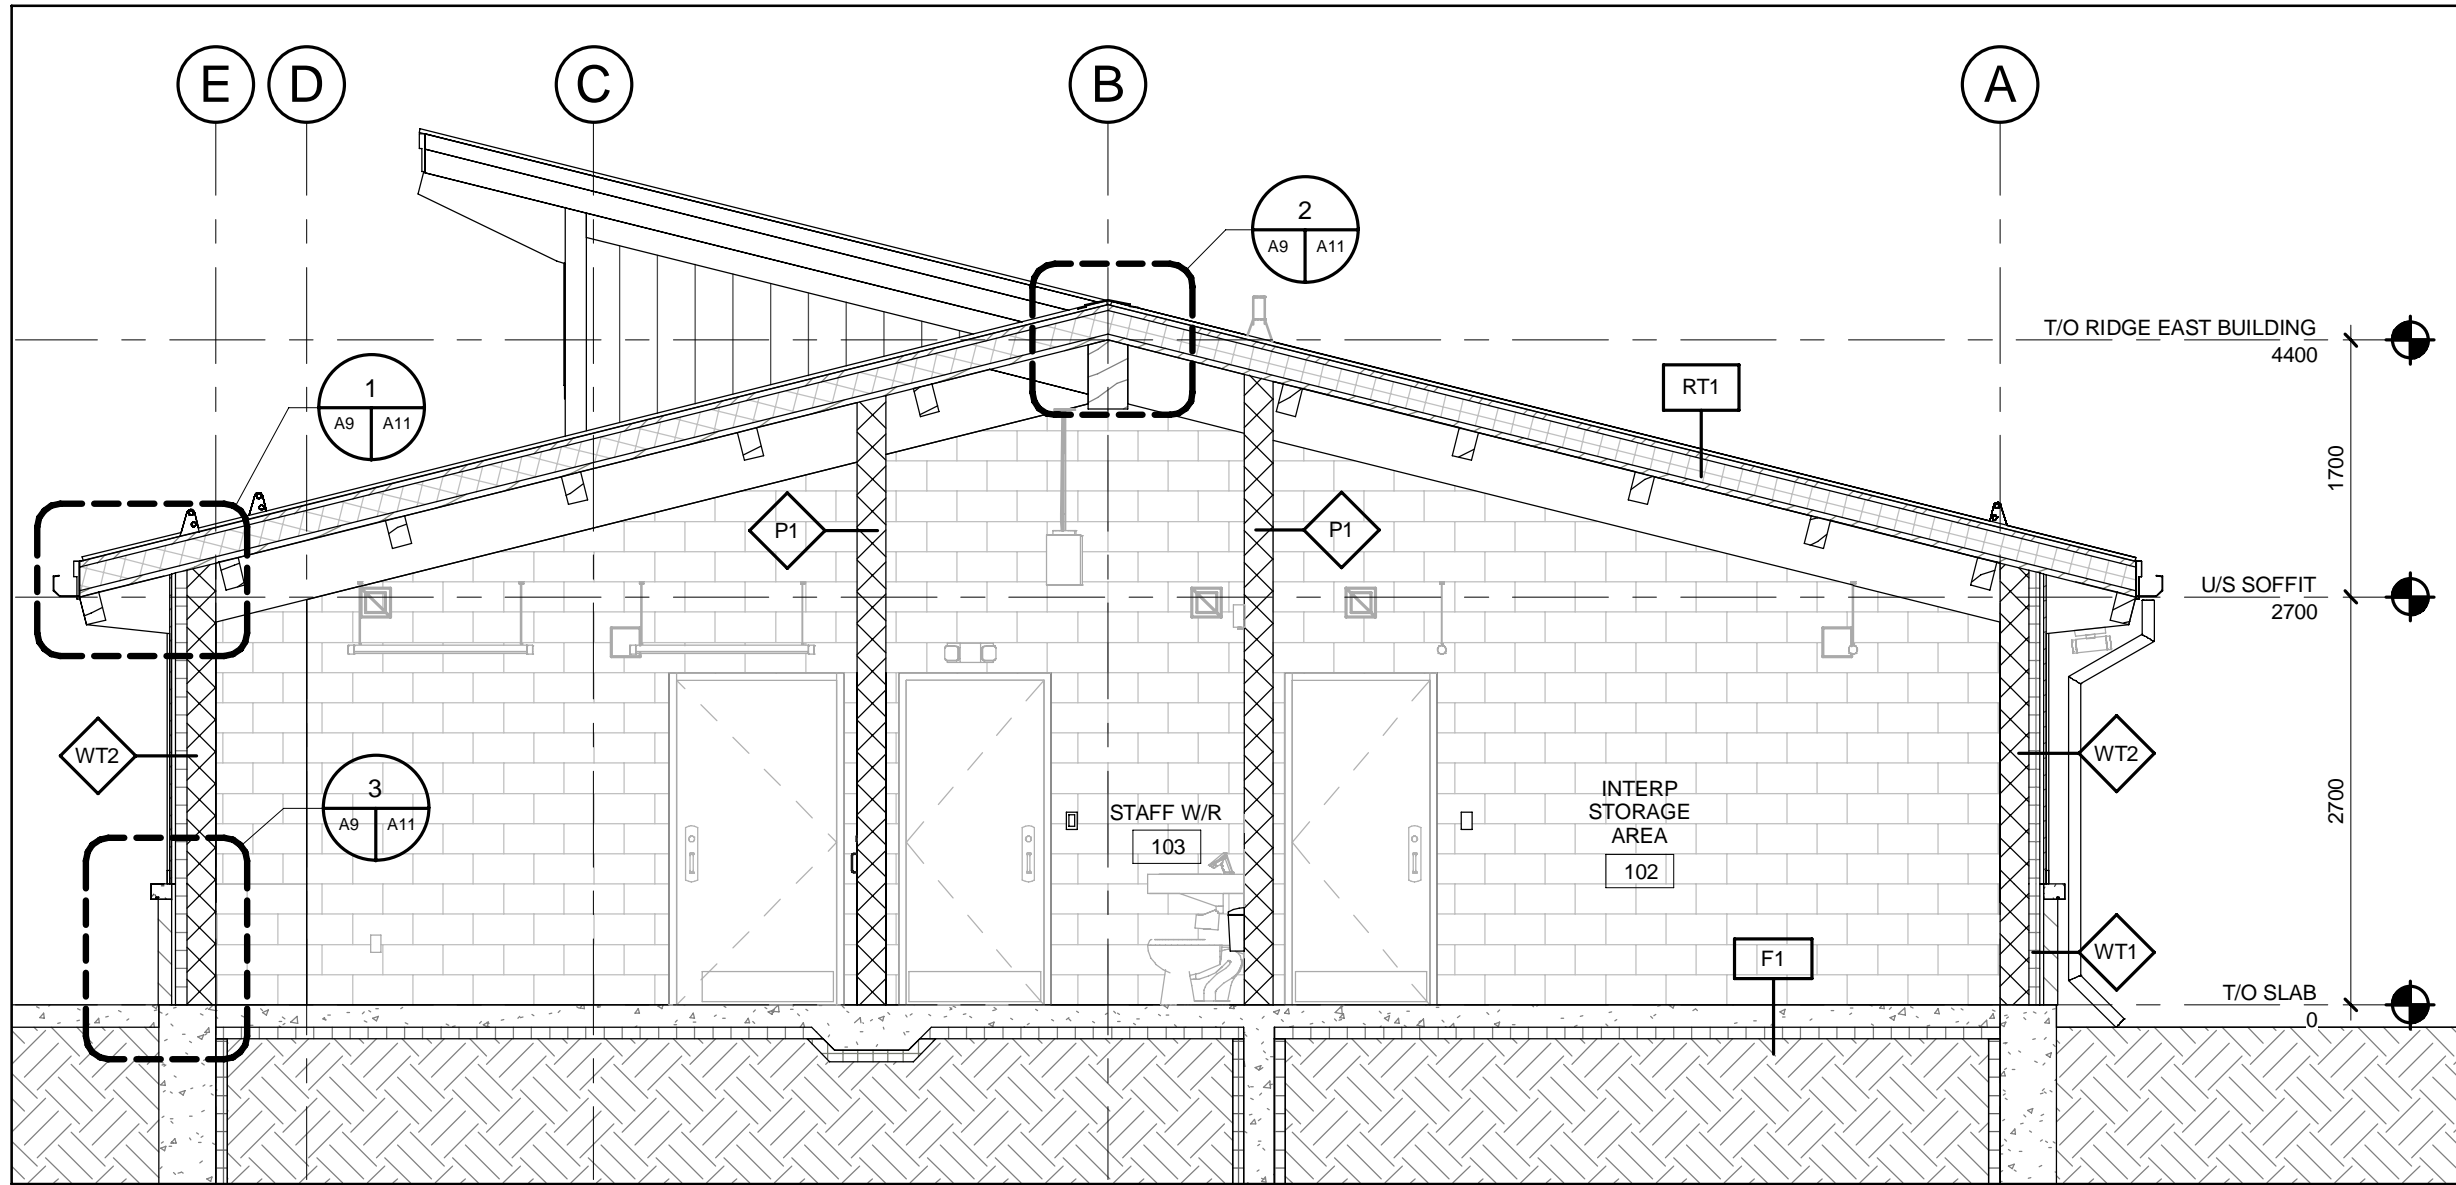 E
D
C
B
A
2
A9
A11
T/O RIDGE EAST BUILDING
4400
1
A9
A11
RT1
1700
P1
P1
U/S SOFFIT
2700
WT2
WT2
3
A9
A11
STAFF W/R
103
INTERP
STORAGE
AREA
102
2700
F1
WT1
T/O SLAB
0